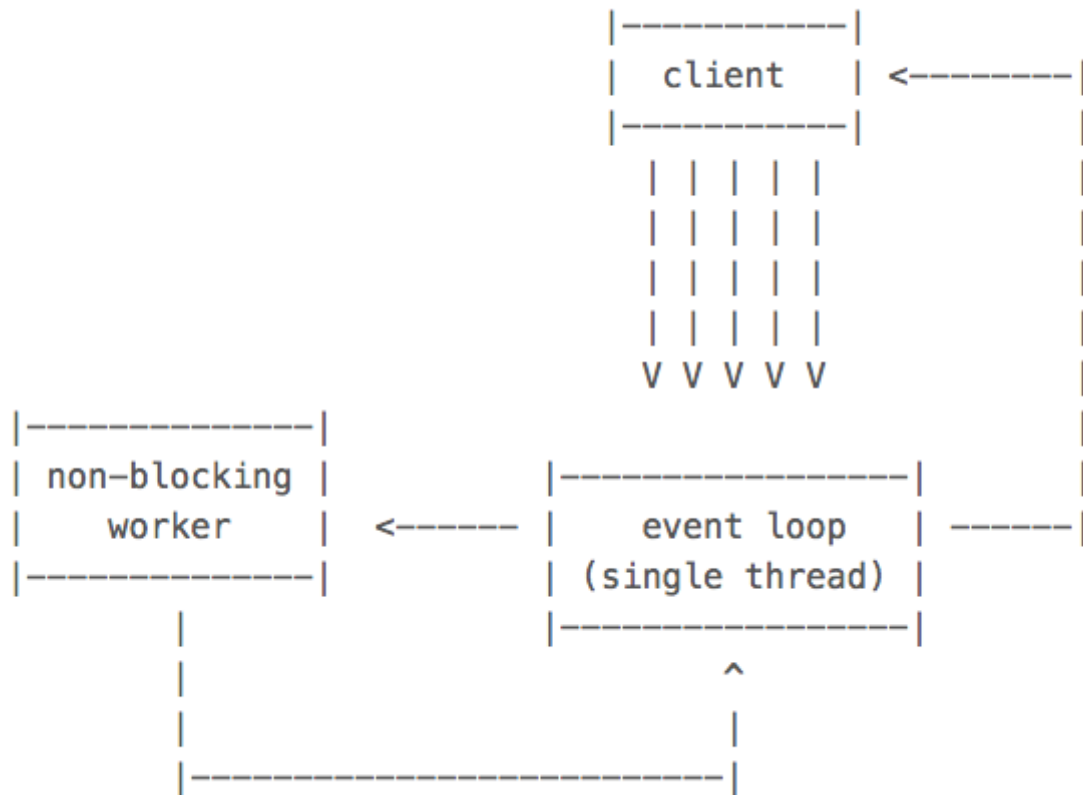 client
non-blocking
worker
event loop
(single thread)